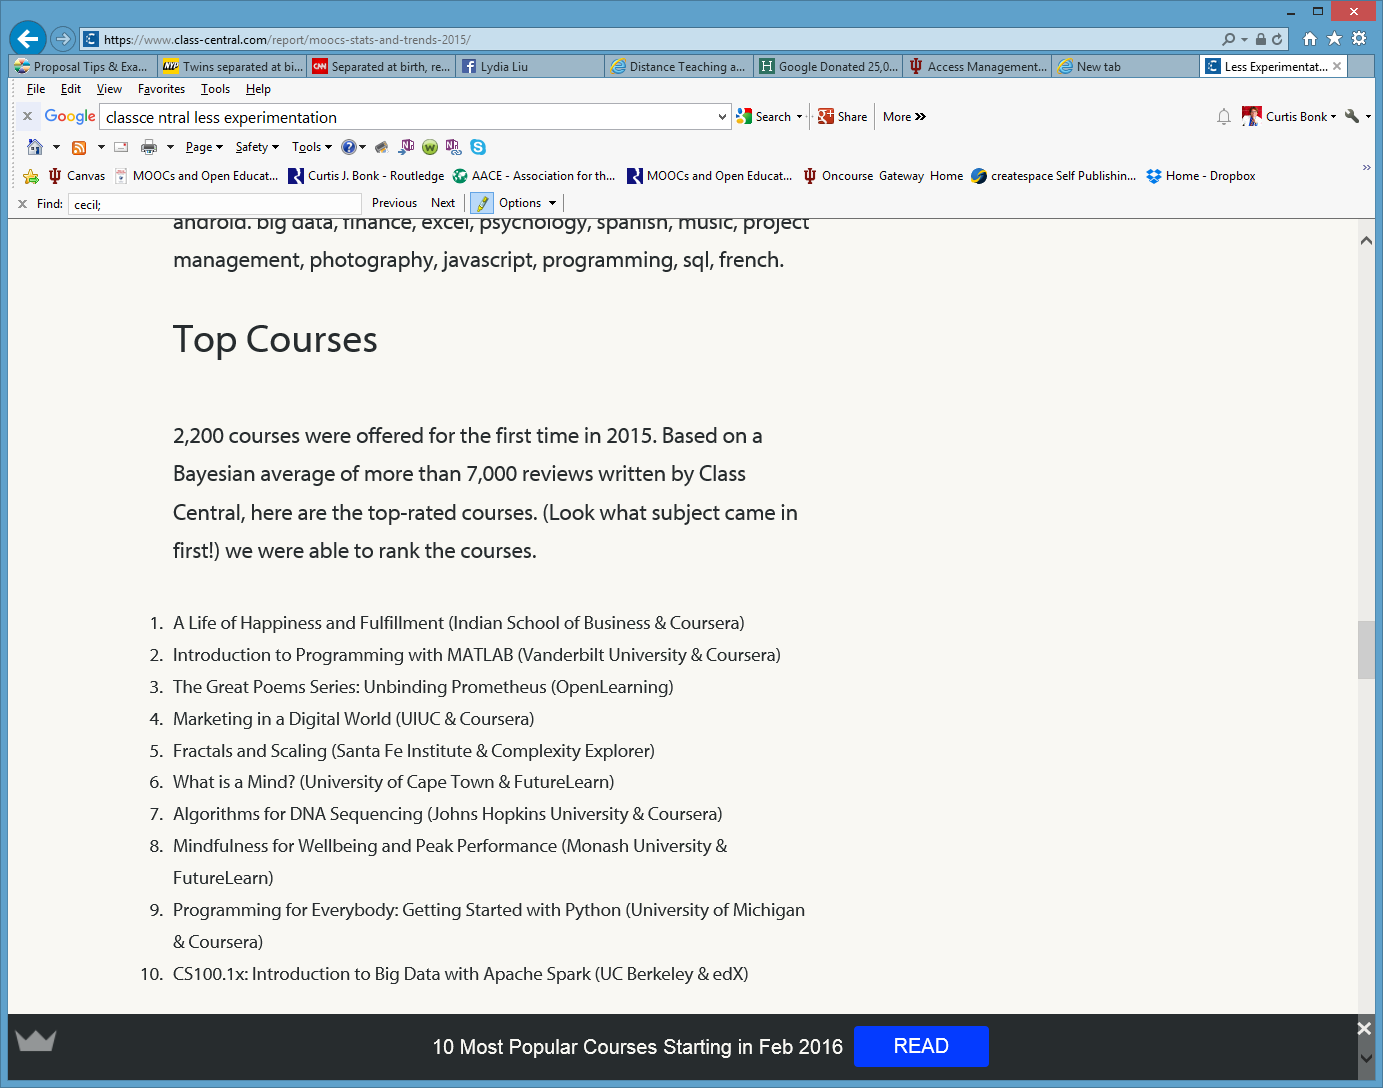 https://www.class-central.com/report/moocs-stats-and-trends-2015/
Proposal Tips & Exa...
NYP Twins separated at bi...
CNN Separated at birth, re...
Lydia Liu
Distance Teaching a...
H Google Donated 25,0...
Access Management...
New tab
Less Experimentat...
File Edit View Favorites Tools Help
x Google classce ntral less experimentation Search Share More » Curtis Bonk
Page Safety Tools
Canvas MOOCs and Open Educat... Curtis J. Bonk - Routledge AACE - Association for th... MOOCs and Open Educat... Oncourse Gateway Home createspace Self Publishin... Home - Dropbox »
x Find: cecil; Previous Next Options
android. big data, finance, excel, psychology, spanish, music, project
management, photography, javascript, programming, sql, french.
Top Courses
2,200 courses were offered for the first time in 2015. Based on a
Bayesian average of more than 7,000 reviews written by Class
Central, here are the top-rated courses. (Look what subject came in
first!) we were able to rank the courses.
1. A Life of Happiness and Fulfillment (Indian School of Business & Coursera)
2. Introduction to Programming with MATLAB (Vanderbilt University & Coursera)
3. The Great Poems Series: Unbinding Prometheus (OpenLearning)
4. Marketing in a Digital World (UIUC & Coursera)
5. Fractals and Scaling (Santa Fe Institute & Complexity Explorer)
6. What is a Mind? (University of Cape Town & FutureLearn)
7. Algorithms for DNA Sequencing (Johns Hopkins University & Coursera)
8. Mindfulness for Wellbeing and Peak Performance (Monash University &
FutureLearn)
9. Programming for Everybody: Getting Started with Python (University of Michigan
& Coursera)
10. CS100.1x: Introduction to Big Data with Apache Spark (UC Berkeley & edX)
10 Most Popular Courses Starting in Feb 2016 READ